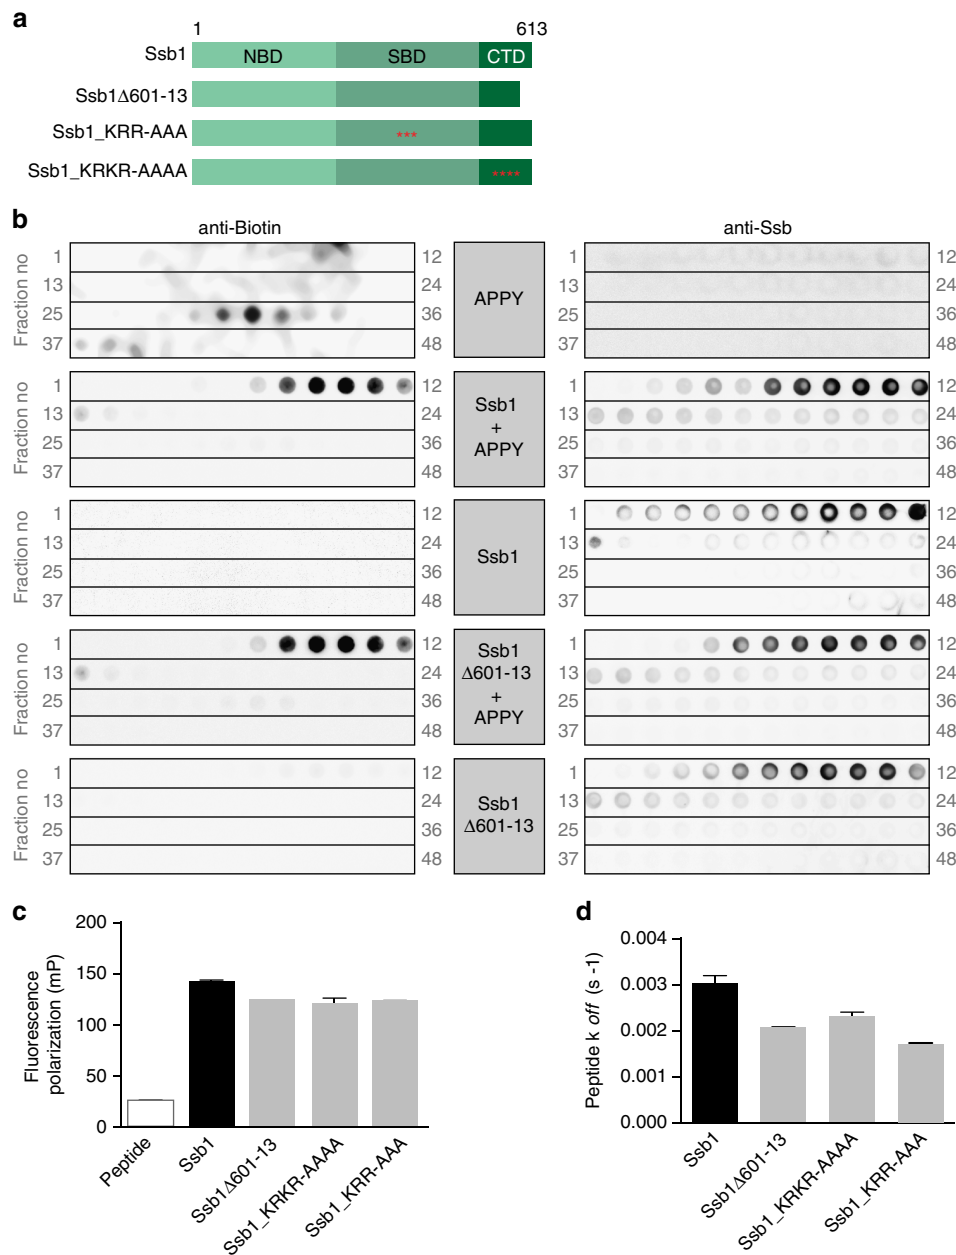 a
1 613
Ssb1 NBD SBD CTD
Ssb1Δ601-13
Ssb1_KRR-AAA ***
Ssb1_KRKR-AAAA ****
b
anti-Biotin anti-Ssb
Fraction no 1 12 APPY 1 12
13 24 13 24
25 36 25 36
37 48 37 48
Fraction no 1 12 Ssb1 + APPY 1 12
13 24 13 24
25 36 25 36
37 48 37 48
Fraction no 1 12 Ssb1 1 12
13 24 13 24
25 36 25 36
37 48 37 48
Fraction no 1 12 Ssb1 Δ601-13 + APPY 1 12
13 24 13 24
25 36 25 36
37 48 37 48
Fraction no 1 12 Ssb1 Δ601-13 1 12
13 24 13 24
25 36 25 36
37 48 37 48
c
Fluorescence
polarization (mP)
200
150
100
50
0
Peptide
Ssb1
Ssb1Δ601-13
Ssb1_KRKR-AAAA
Ssb1_KRR-AAA
d
Peptide k off (s -1)
0.004
0.003
0.002
0.001
0.000
Ssb1
Ssb1Δ601-13
Ssb1_KRKR-AAAA
Ssb1_KRR-AAA